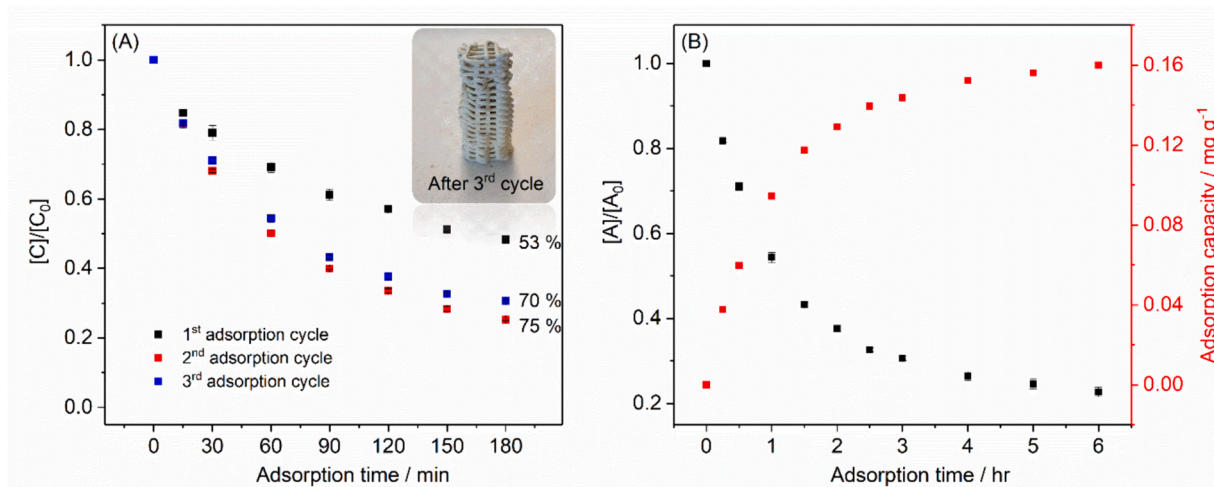 (A)
[C]/[C₀]
1.0
0.8
0.6
0.4
0.2
0.0
After 3ʳᵈ cycle
53 %
70 %
75 %
1ˢᵗ adsorption cycle
2ⁿᵈ adsorption cycle
3ʳᵈ adsorption cycle
0 30 60 90 120 150 180
Adsorption time / min
(B)
[A]/[A₀]
1.0
0.8
0.6
0.4
0.2
0.16
0.12
0.08
0.04
0.00
Adsorption capacity / mg g⁻¹
0 1 2 3 4 5 6
Adsorption time / hr